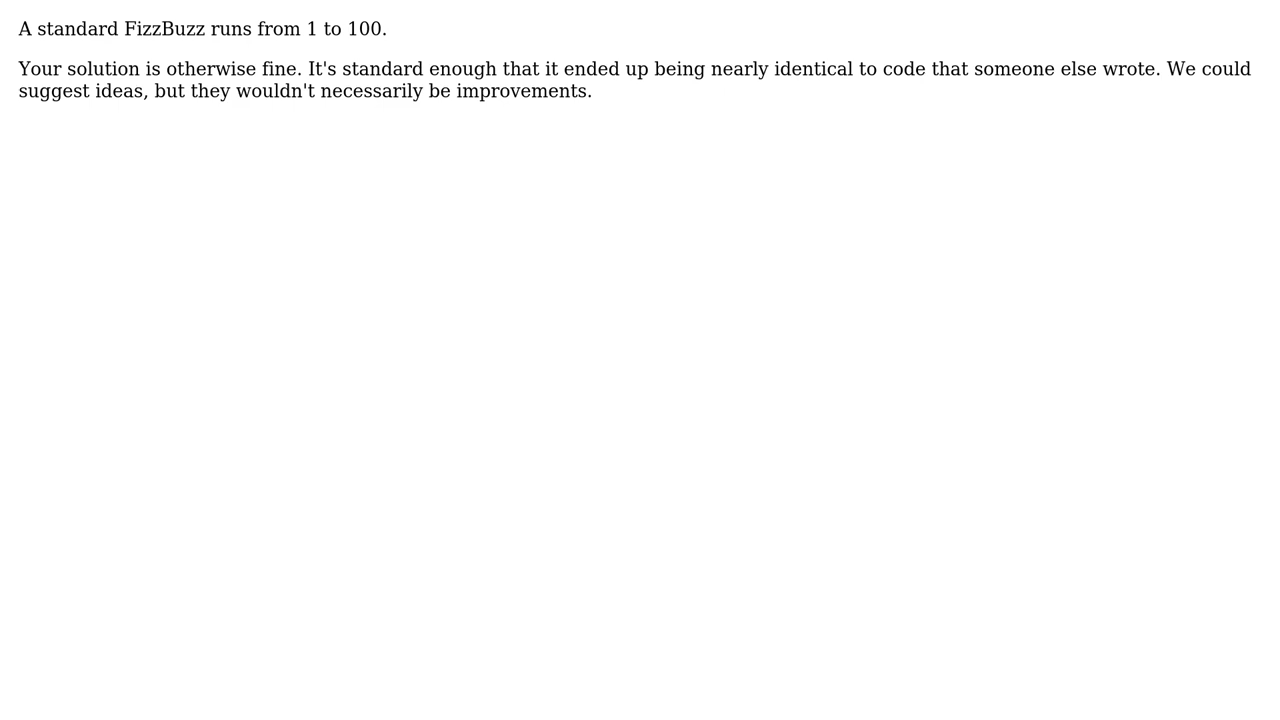 A standard FizzBuzz runs from 1 to 100.
Your solution is otherwise fine. It's standard enough that it ended up being nearly identical to code that someone else wrote. We could
suggest ideas, but they wouldn't necessarily be improvements.